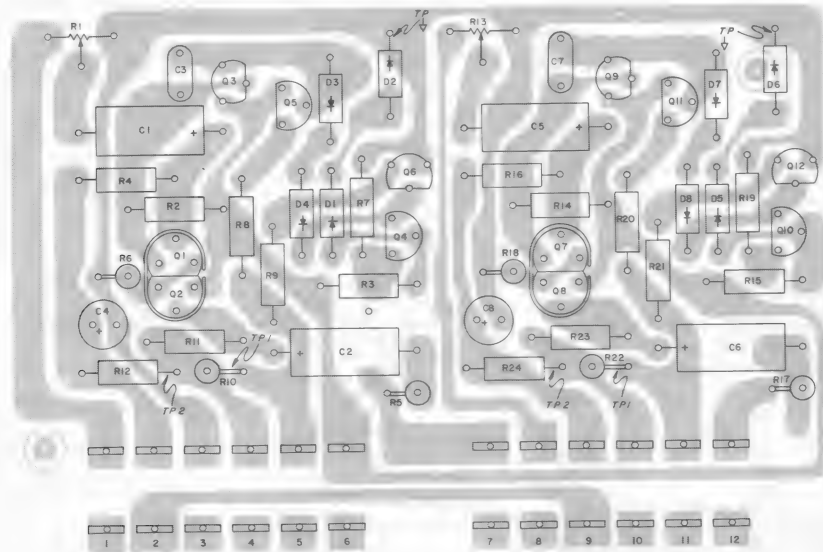 R1 TP R13 TP TP
C3 Q3 Q5 D3 D2 C7 Q9 Q11 D7 D6
C1 + C5 +
R4 Q6 R16 Q12
R2 R8 D4 D1 R7 R14 R20 D8 D5 R19
Q4 Q10
R6 Q1 R9 R18 Q7 R21
Q2 R3 Q8 R15
C4 + C8 +
R11 TP1 + C2 R23 + C6
R12 R10 R24 R22
TP2 R5 TP2 TP1 R17
1 2 3 4 5 6 7 8 9 10 11 12